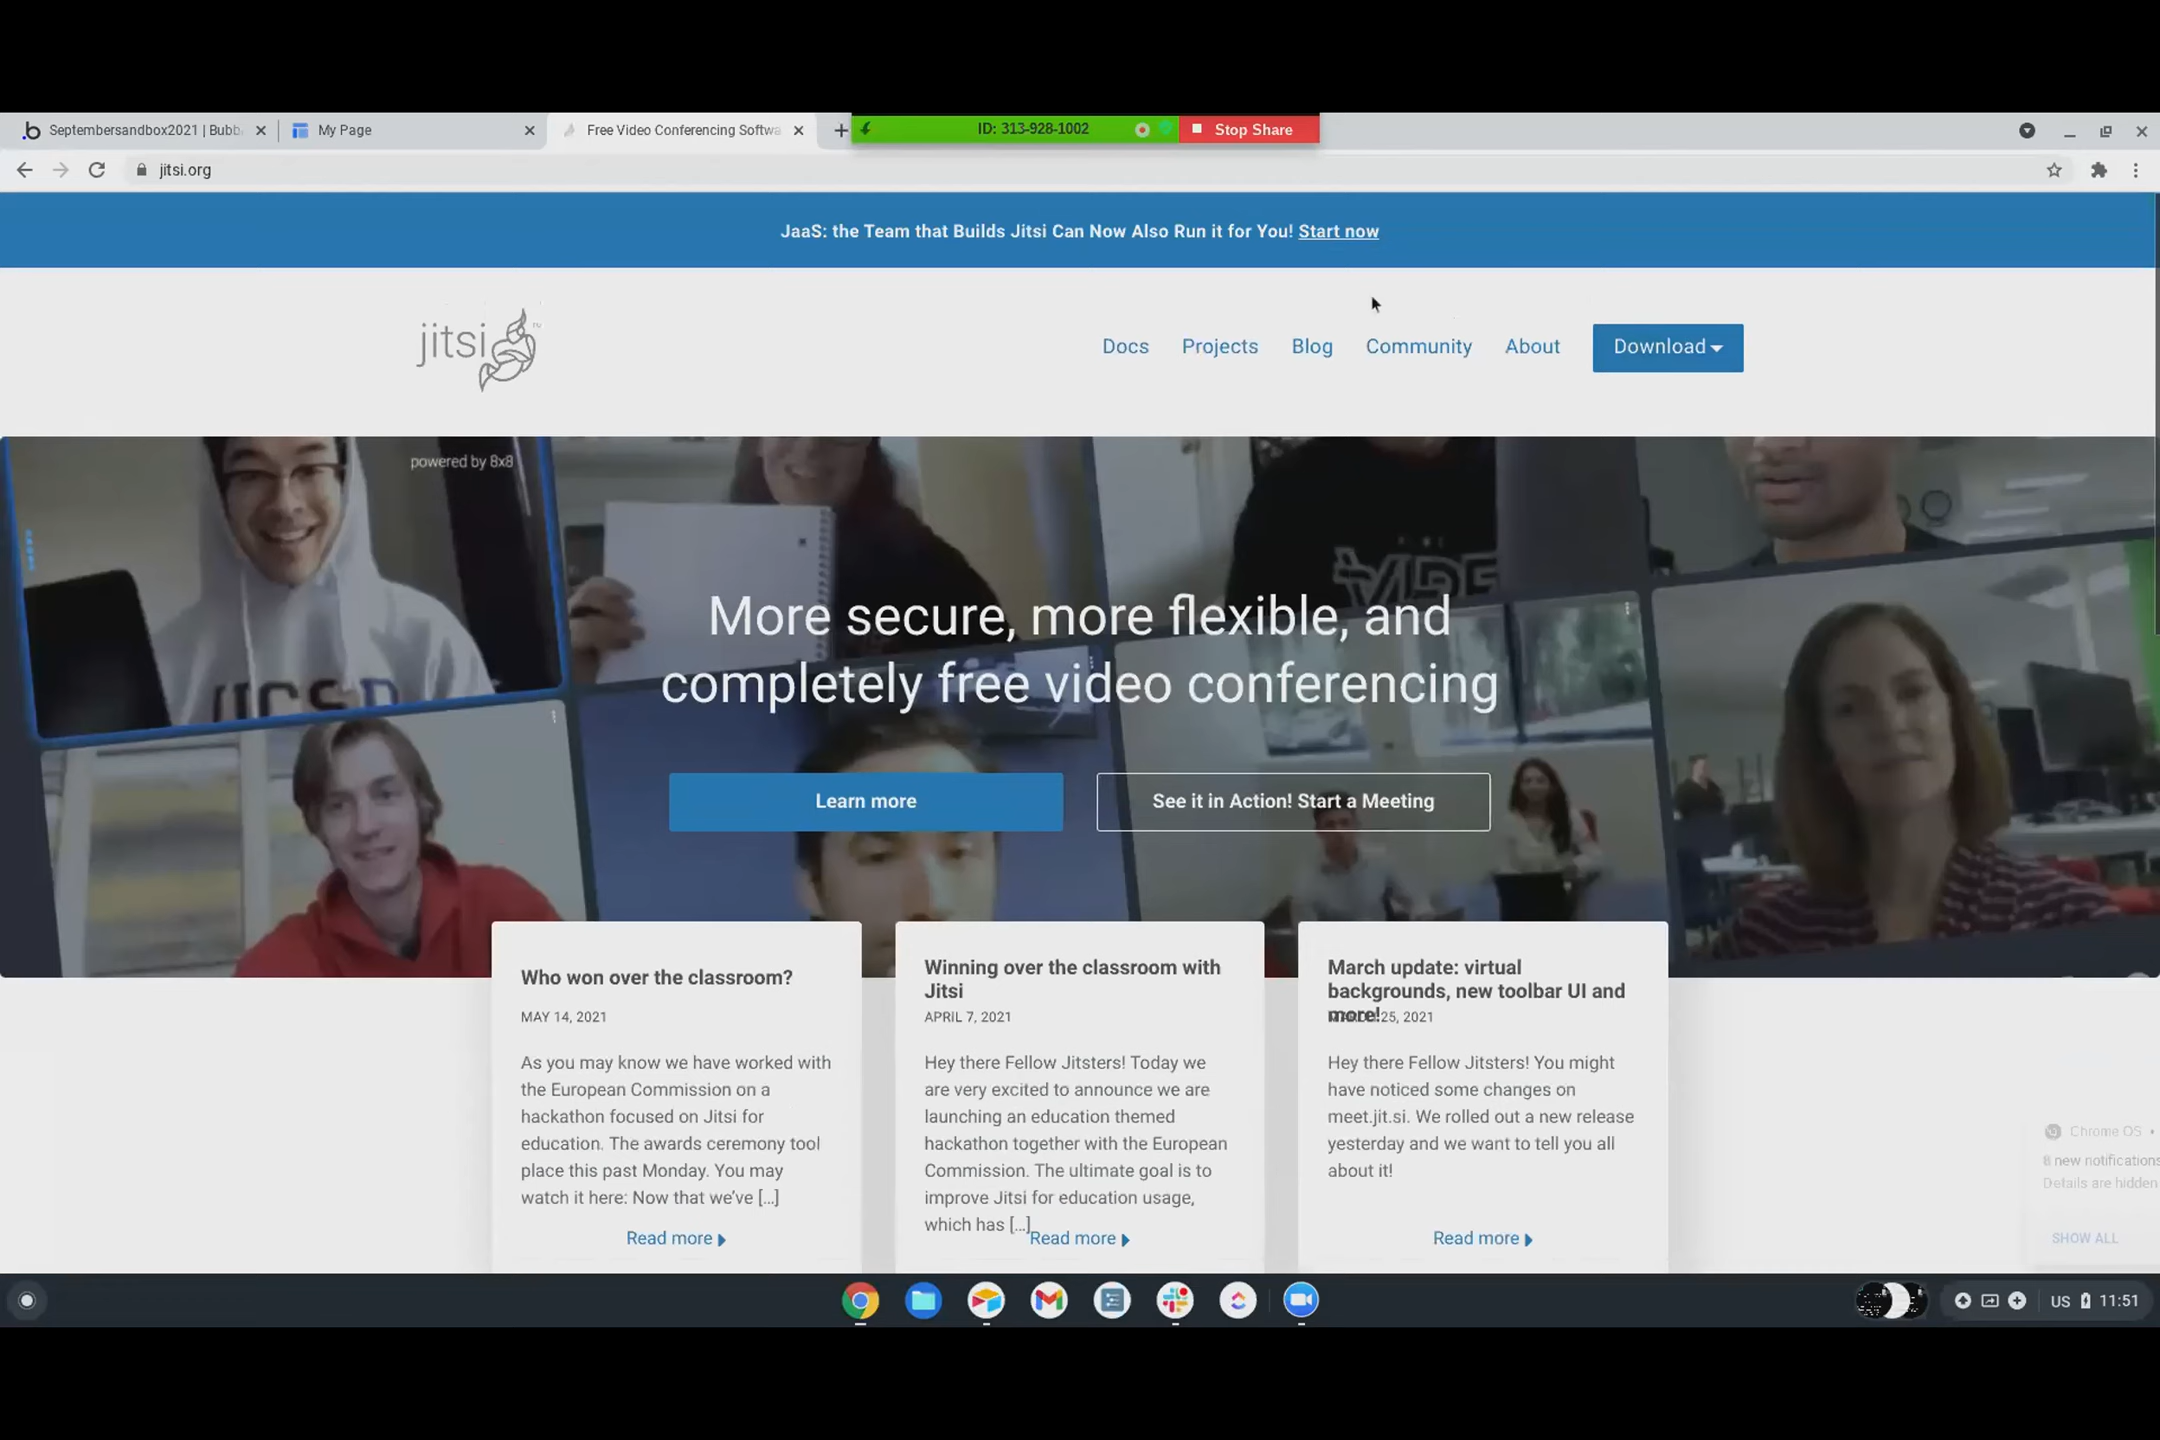 Septembersandbox2021 | Bubb
My Page
Free Video Conferencing Softwa
ID: 313-928-1002
Stop Share
jitsi.org
JaaS: the Team that Builds Jitsi Can Now Also Run it for You! Start now
jitsi
Docs
Projects
Blog
Community
About
Download
powered by 8x8
More secure, more flexible, and
completely free video conferencing
Learn more
See it in Action! Start a Meeting
Who won over the classroom?
MAY 14, 2021
As you may know we have worked with
the European Commission on a
hackathon focused on Jitsi for
education. The awards ceremony tool
place this past Monday. You may
watch it here: Now that we’ve [...]
Read more
Winning over the classroom with
Jitsi
APRIL 7, 2021
Hey there Fellow Jitsters! Today we
are very excited to announce we are
launching an education themed
hackathon together with the European
Commission. The ultimate goal is to
improve Jitsi for education usage,
which has [...]
Read more
March update: virtual
backgrounds, new toolbar UI and
more!
25, 2021
Hey there Fellow Jitsters! You might
have noticed some changes on
meet.jit.si. We rolled out a new release
yesterday and we want to tell you all
about it!
Read more
Chrome OS •
8 new notifications
Details are hidden
SHOW ALL
US
11:51